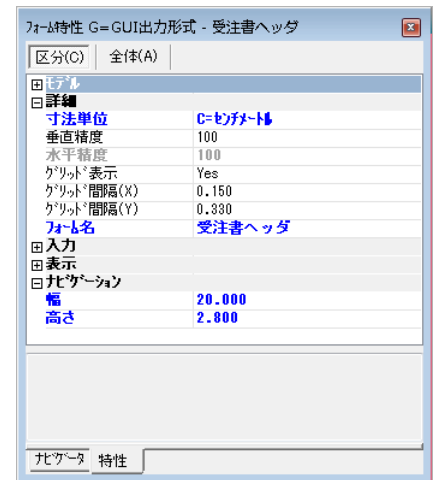 ﾌｫｰﾑ特性 G=GUI出力形式 - 受注書ヘッダ
区分(C) 全体(A)
ﾓﾃﾞﾙ
詳細
寸法単位 C=ｾﾝﾁﾒｰﾄﾙ
垂直精度 100
水平精度 100
ｸﾞﾘｯﾄﾞ表示 Yes
ｸﾞﾘｯﾄﾞ間隔(X) 0.150
ｸﾞﾘｯﾄﾞ間隔(Y) 0.330
ﾌｫｰﾑ名 受注書ヘッダ
入力
表示
ﾅﾋﾞｹﾞｰｼｮﾝ
幅 20.000
高さ 2.800
ﾅﾋﾞｹﾞｰﾀ 特性